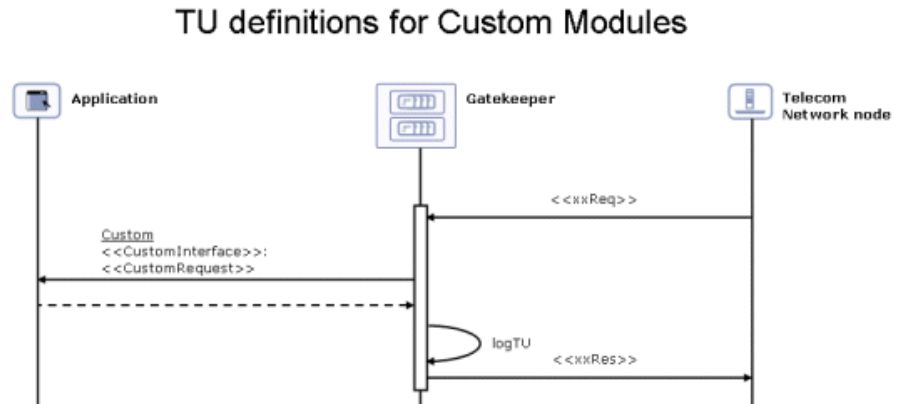 TU definitions for Custom Modules
Application
Gatekeeper
Telecom
Network node
<<xxReq>>
Custom
<<CustomInterface>>:
<<CustomRequest>>
logTU
<<xxRes>>